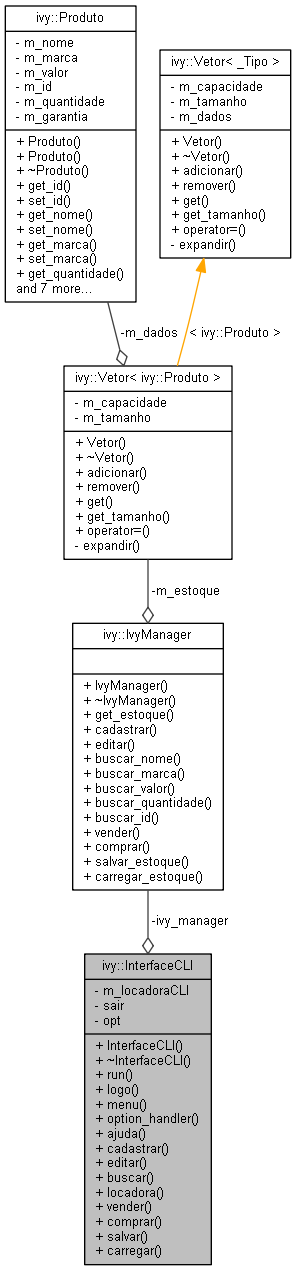 ivy::Produto
- m_nome
- m_marca
- m_valor
- m_id
- m_quantidade
- m_garantia
+ Produto()
+ Produto()
+ ~Produto()
+ get_id()
+ set_id()
+ get_nome()
+ set_nome()
+ get_marca()
+ set_marca()
+ get_quantidade()
and 7 more...
ivy::Vetor< _Tipo >
- m_capacidade
- m_tamanho
- m_dados
+ Vetor()
+ ~Vetor()
+ adicionar()
+ remover()
+ get()
+ get_tamanho()
+ operator=()
- expandir()
-m_dados
< ivy::Produto >
ivy::Vetor< ivy::Produto >
- m_capacidade
- m_tamanho
+ Vetor()
+ ~Vetor()
+ adicionar()
+ remover()
+ get()
+ get_tamanho()
+ operator=()
- expandir()
-m_estoque
ivy::IvyManager
+ IvyManager()
+ ~IvyManager()
+ get_estoque()
+ cadastrar()
+ editar()
+ buscar_nome()
+ buscar_marca()
+ buscar_valor()
+ buscar_quantidade()
+ buscar_id()
+ vender()
+ comprar()
+ salvar_estoque()
+ carregar_estoque()
-ivy_manager
ivy::InterfaceCLI
- m_locadoraCLI
- sair
- opt
+ InterfaceCLI()
+ ~InterfaceCLI()
+ run()
+ logo()
+ menu()
+ option_handler()
+ ajuda()
+ cadastrar()
+ editar()
+ buscar()
+ locadora()
+ vender()
+ comprar()
+ salvar()
+ carregar()